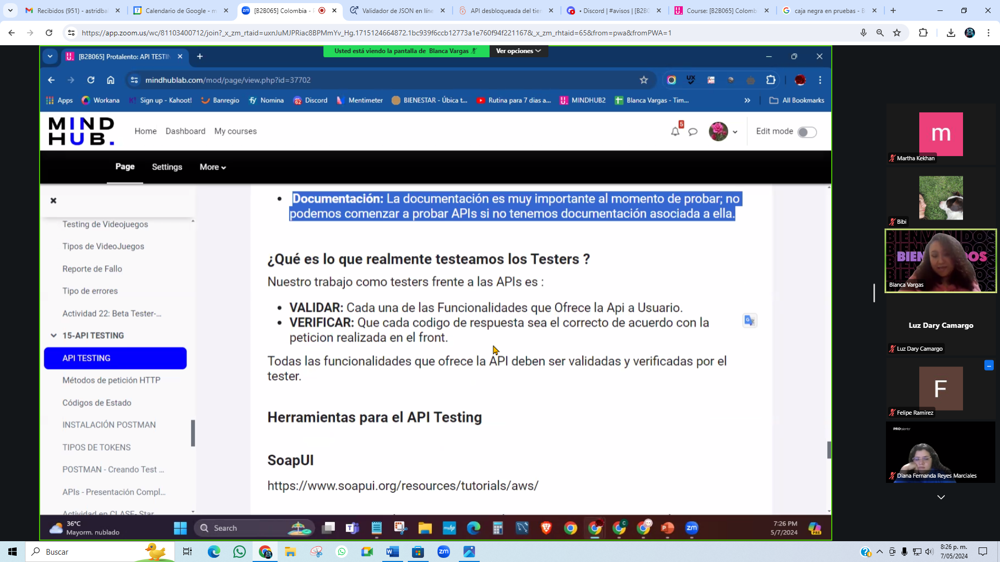 Recibidos (951) - astridbal
Calendario de Google - m
[B2B065] Colombia - P
Validador de JSON en líne
API desbloqueada del tien
• Discord | #avisos | [B2B0
Course: [B2B065] Colomb
caja negra en pruebas - B
https://app.zoom.us/wc/81103400712/join?_x_zm_rtaid=uxnJuMJPRiac8BPMmYv_Hg.1715124664872.1bc939f6ccb12773a1e760f94f221167&_x_zm_rhtaid=65&from=pwa&fromPWA=1
Usted está viendo la pantalla de Blanca Vargas
Ver opciones
[B2B065] Protalento: API TESTIN
mindhublab.com/mod/page/view.php?id=37702
Apps
Workana
Sign up - Kahoot!
Banregio
Nomina
62
Discord
Mentimeter
BIENESTAR - Úbica t...
Rutina para 7 dias a...
MINDHUB2
Blanca Vargas - Tim...
All Bookmarks
MIND
HUB.
Home
Dashboard
My courses
5
Edit mode
Page
Settings
More
Testing de Videojuegos
Tipos de VideoJuegos
Reporte de Fallo
Tipo de errores
Actividad 22: Beta Tester-...
15-API TESTING
API TESTING
Métodos de petición HTTP
Códigos de Estado
INSTALACIÓN POSTMAN
TIPOS DE TOKENS
POSTMAN - Creando Test ...
APIs - Presentación Compl...
Actividad en CLASE- Star
Documentación: La documentación es muy importante al momento de probar; no
podemos comenzar a probar APIs si no tenemos documentación asociada a ella.
¿Qué es lo que realmente testeamos los Testers ?
Nuestro trabajo como testers frente a las APIs es :
VALIDAR: Cada una de las Funcionalidades que Ofrece la Api a Usuario.
VERIFICAR: Que cada codigo de respuesta sea el correcto de acuerdo con la
peticion realizada en el front.
Todas las funcionalidades que ofrece la API deben ser validadas y verificadas por el
tester.
Herramientas para el API Testing
SoapUI
https://www.soapui.org/resources/tutorials/aws/
m
Martha Kekhan
Bibi
Blanca Vargas
Luz Dary Camargo
Luz Dary Camargo
F
Felipe Ramirez
PROtalento
Diana Fernanda Reyes Marciales
36°C
Mayorm. nublado
Search
7:26 PM
5/7/2024
Buscar
8:26 p. m.
7/05/2024